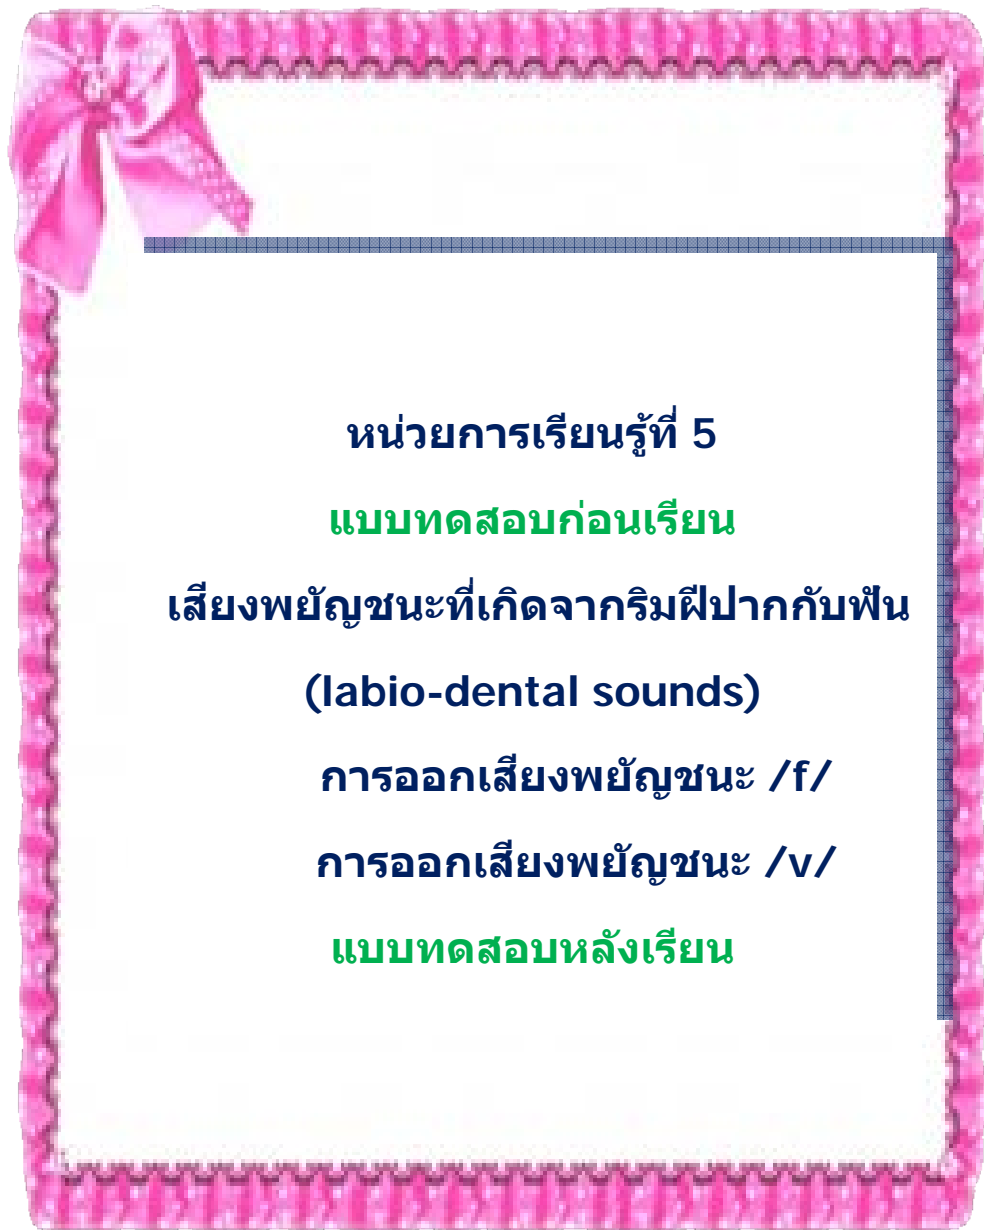 หน่วยการเรียนรู้ที่ 5
แบบทดสอบก่อนเรียน
เสียงพยัญชนะที่เกิดจากริมฝีปากกับฟัน
(labio-dental sounds)
การออกเสียงพยัญชนะ /f/
การออกเสียงพยัญชนะ /v/
แบบทดสอบหลังเรียน